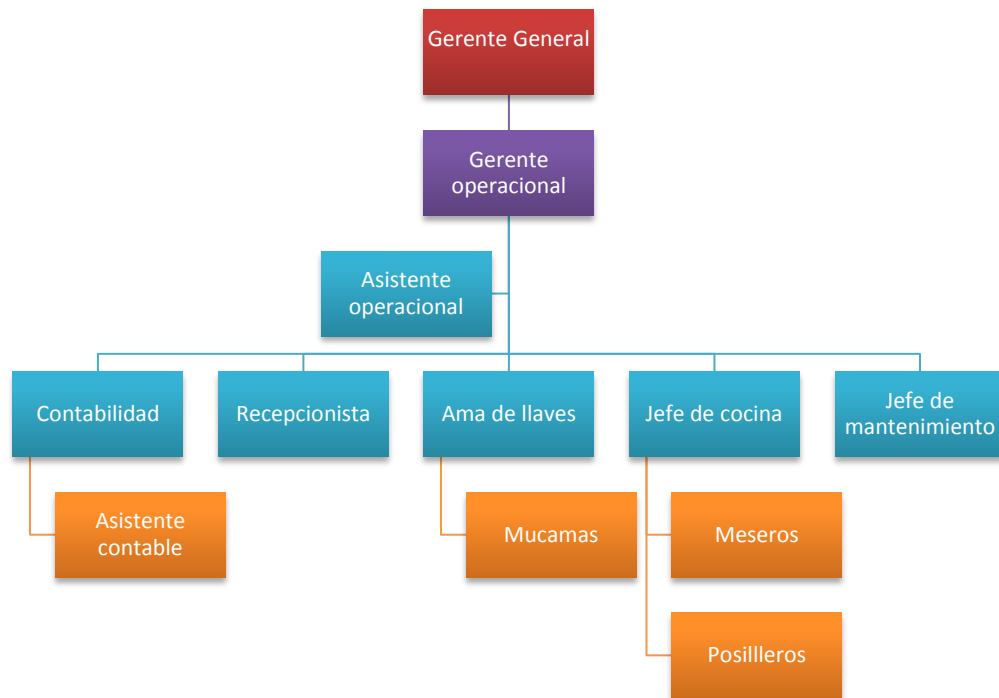 Gerente General
Gerente
operacional
Asistente
operacional
Contabilidad
Recepcionista
Ama de llaves
Jefe de cocina
Jefe de
mantenimiento
Asistente
contable
Mucamas
Meseros
Posillleros